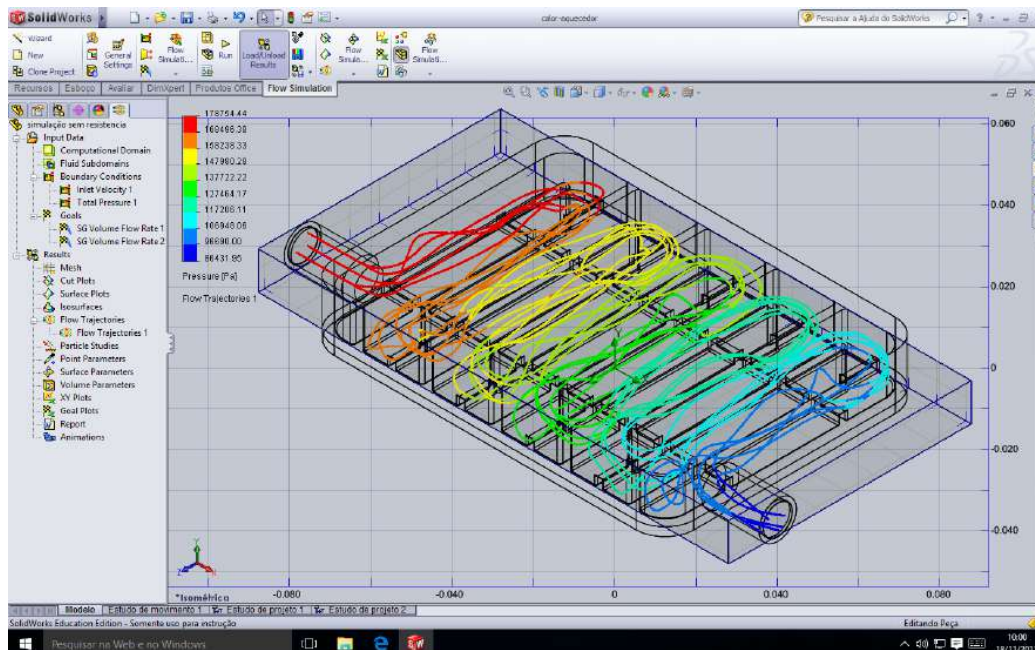 SolidWorks
calor-aquecedor
Pesquisar a Ajuda do SolidWorks
Wizard
New
Clone Project
General Settings
Flow Simulati...
Run
Load/Unload Results
Flow Simula...
Flow Simulati...
Recursos
Esboço
Avaliar
DimXpert
Produtos Office
Flow Simulation
simulação sem resistencia
Input Data
Computational Domain
Fluid Subdomains
Boundary Conditions
Inlet Velocity 1
Total Pressure 1
Goals
SG Volume Flow Rate 1
SG Volume Flow Rate 2
Results
Mesh
Cut Plots
Surface Plots
Isosurfaces
Flow Trajectories
Flow Trajectories 1
Particle Studies
Point Parameters
Surface Parameters
Volume Parameters
XY Plots
Goal Plots
Report
Animations
178754.44
168496.39
158238.33
147980.28
137722.22
127464.17
117206.11
106948.06
96690.00
86431.95
Pressure [Pa]
Flow Trajectories 1
0.060
0.040
0.020
0
-0.020
-0.040
*Isométrica
-0.080
-0.040
0
0.040
0.080
Modelo
Estudo de movimento 1
Estudo de projeto 1
Estudo de projeto 2
SolidWorks Education Edition - Somente uso para instrução
Editando Peça
Pesquisar na Web e no Windows
10:00